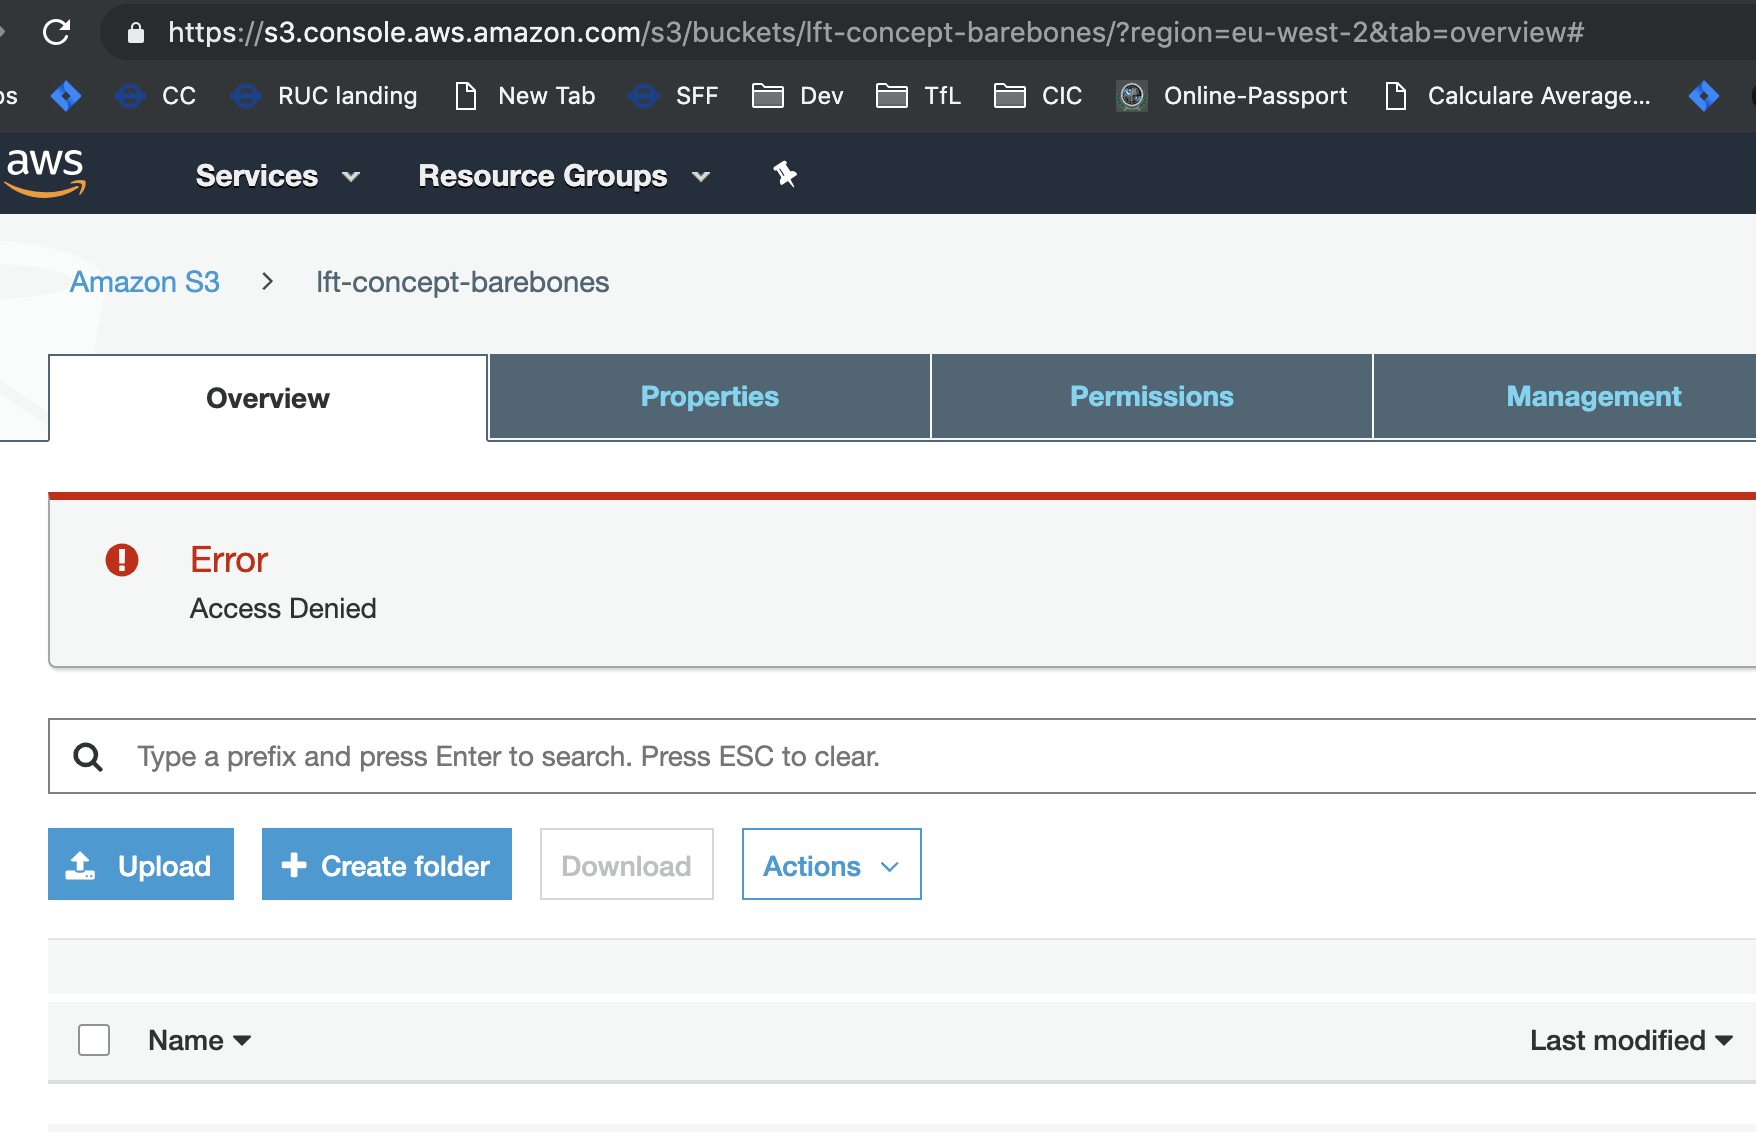 https://s3.console.aws.amazon.com/s3/buckets/lft-concept-barebones/?region=eu-west-2&tab=overview#
CC RUC landing New Tab SFF Dev TfL CIC Online-Passport Calculare Average...
aws Services Resource Groups
Amazon S3 > lft-concept-barebones
Overview Properties Permissions Management
Error
Access Denied
Type a prefix and press Enter to search. Press ESC to clear.
Upload Create folder Download Actions
Name Last modified